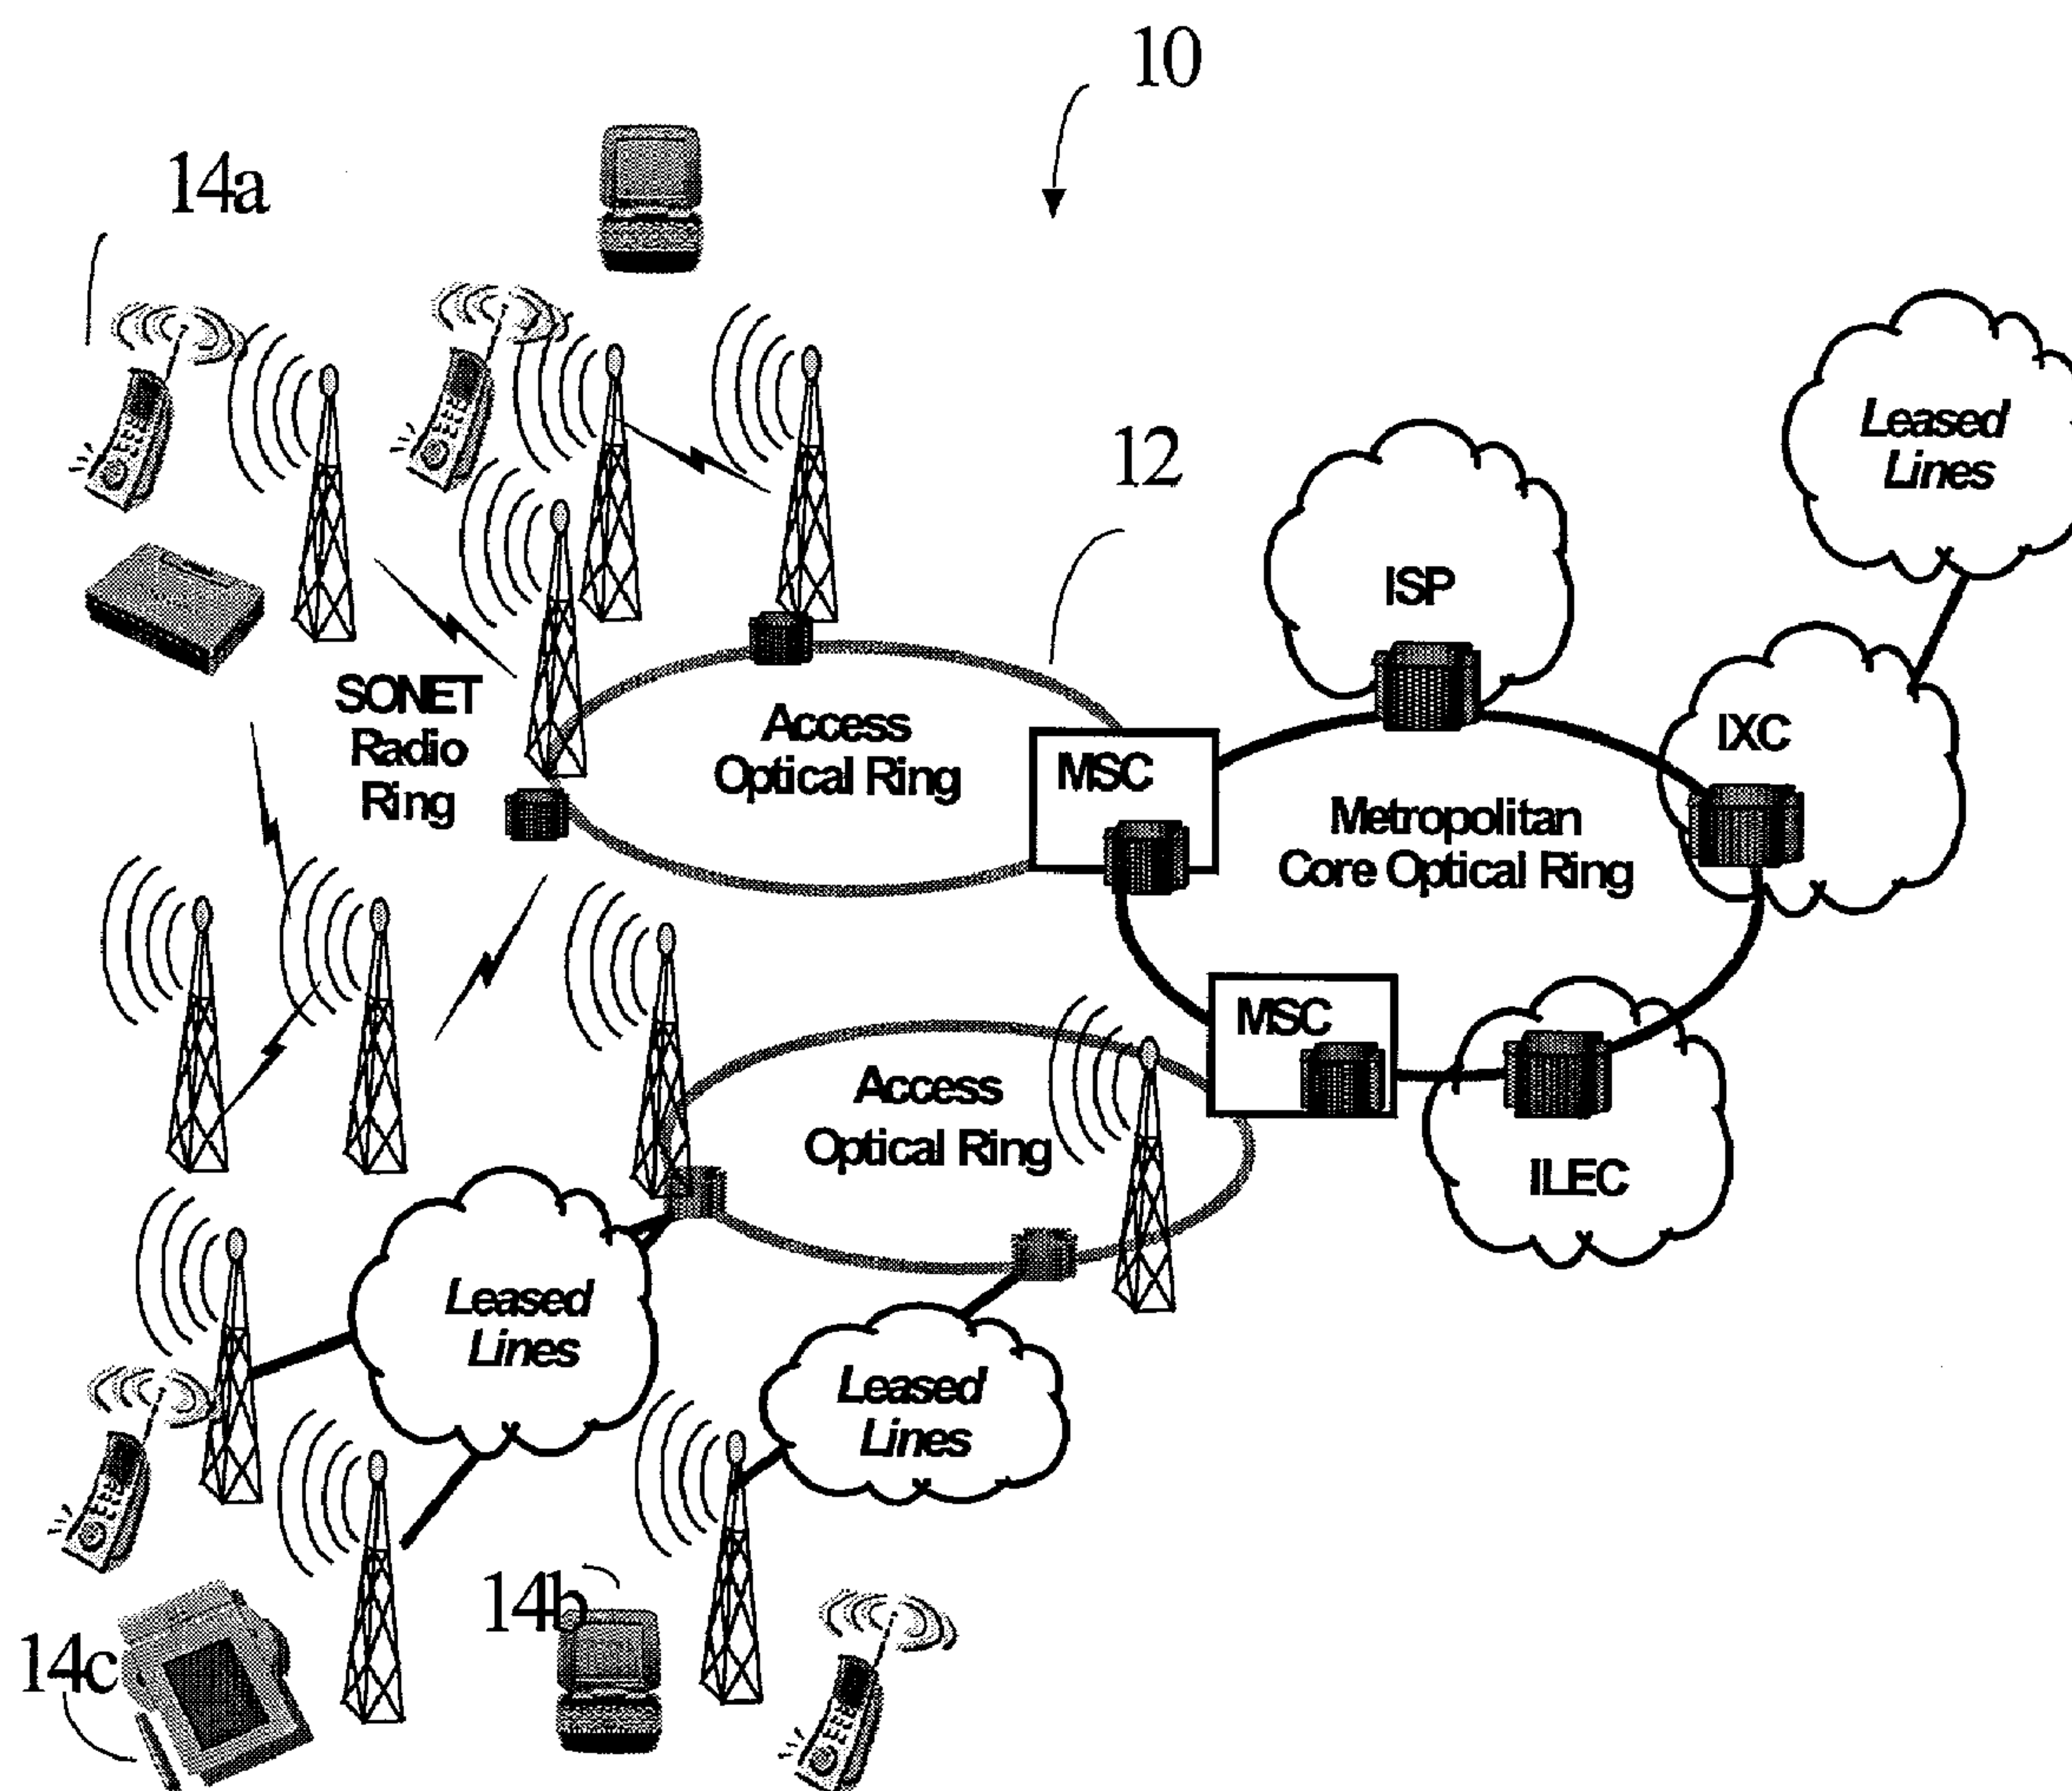 10
14a
12
Leased
Lines
ISP
SONET
Radio
Ring
Access
Optical Ring
MSC
IXC
Metropolitan
Core Optical Ring
MSC
Access
Optical Ring
ILEC
Leased
Lines
Leased
Lines
14b
14c